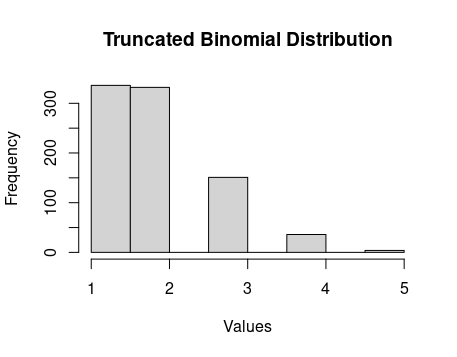 Truncated Binomial Distribution
Frequency
300
200
100
0
1 2 3 4 5
Values